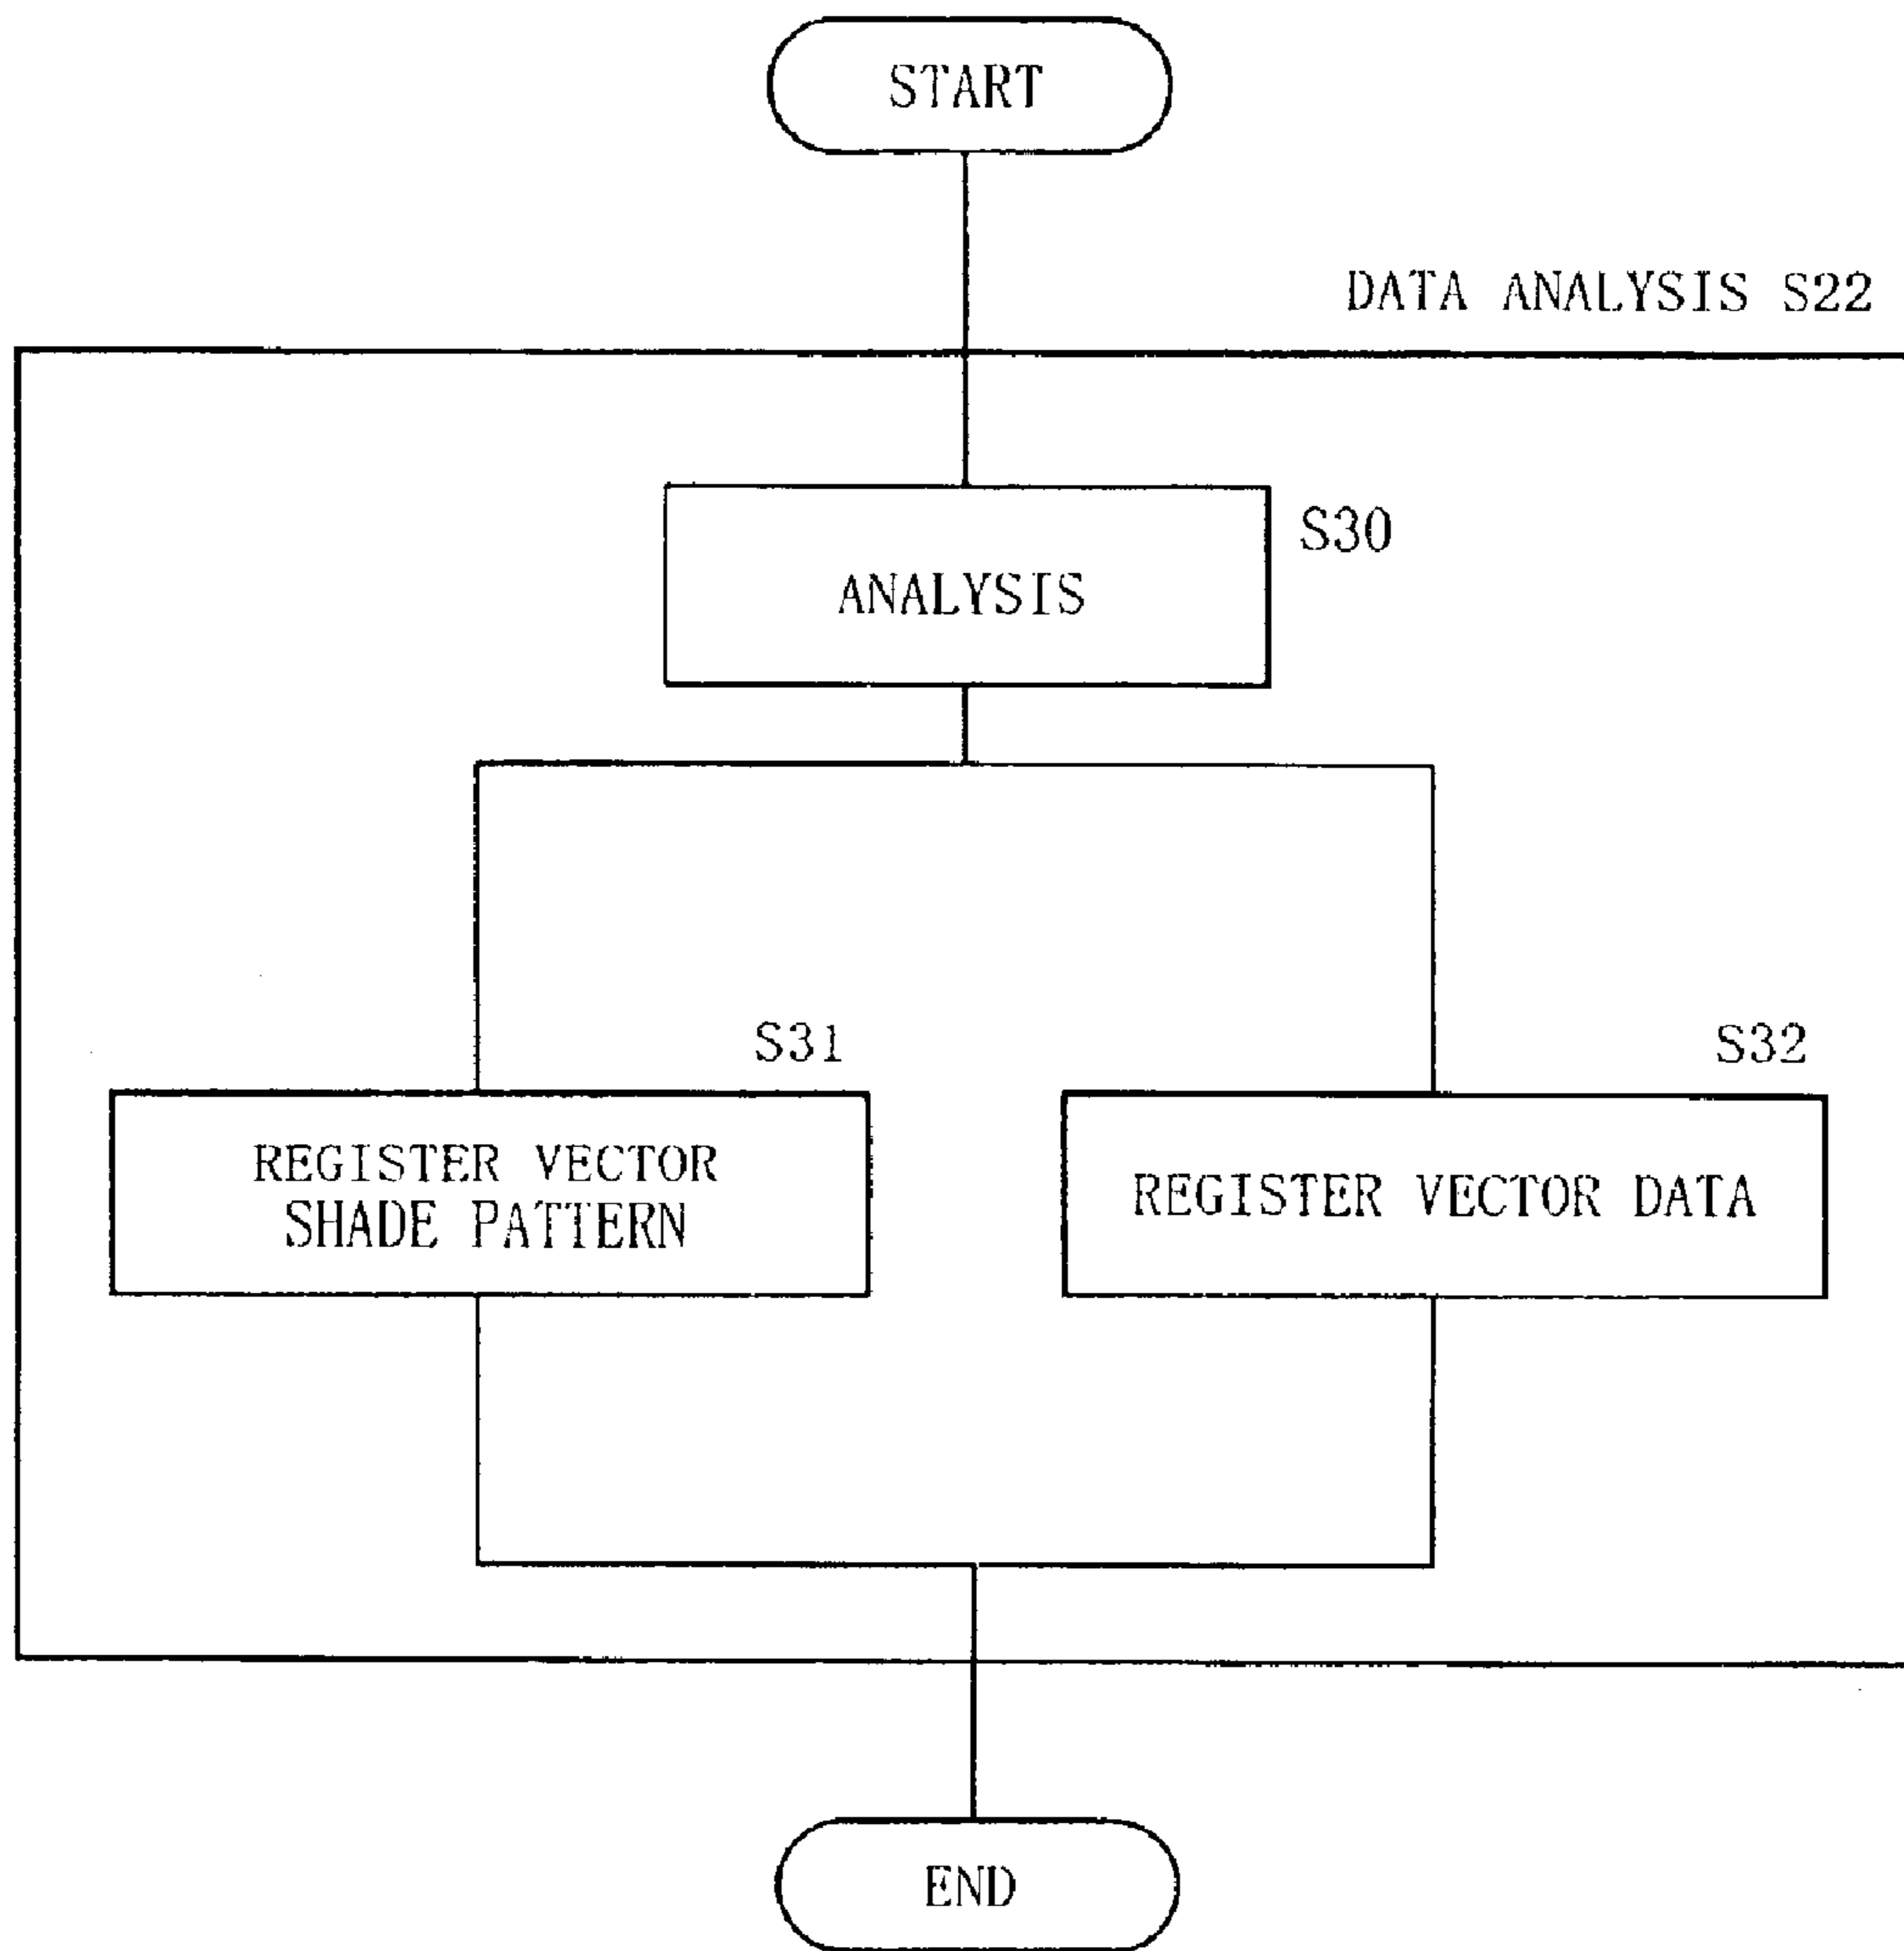 START
DATA ANALYSIS S22
S30
ANALYSIS
S31
S32
REGISTER VECTOR
SHADE PATTERN
REGISTER VECTOR DATA
END